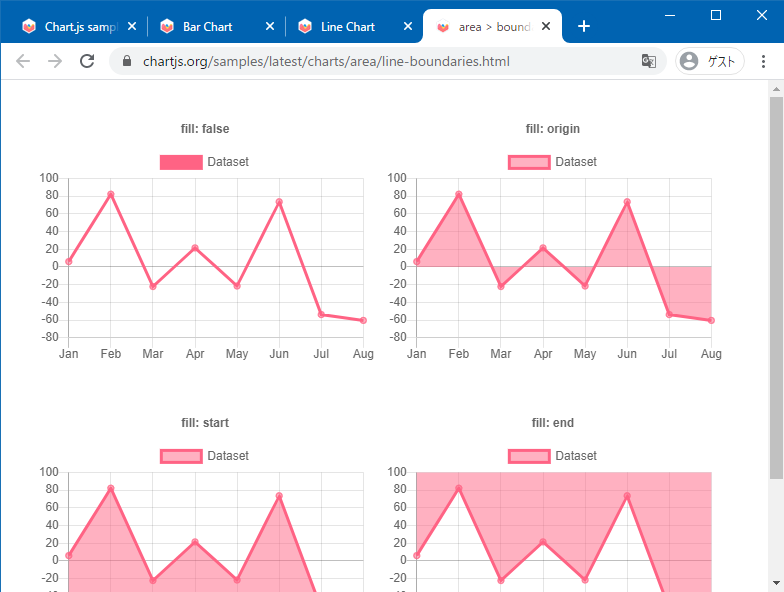 Chart.js samp
Bar Chart
Line Chart
area > bound
chartjs.org/samples/latest/charts/area/line-boundaries.html
ゲスト
fill: false
Dataset
100
80
60
40
20
0
-20
-40
-60
-80
Jan Feb Mar Apr May Jun Jul Aug
fill: origin
Dataset
100
80
60
40
20
0
-20
-40
-60
-80
Jan Feb Mar Apr May Jun Jul Aug
fill: start
Dataset
100
80
60
40
20
0
-20
fill: end
Dataset
100
80
60
40
20
0
-20